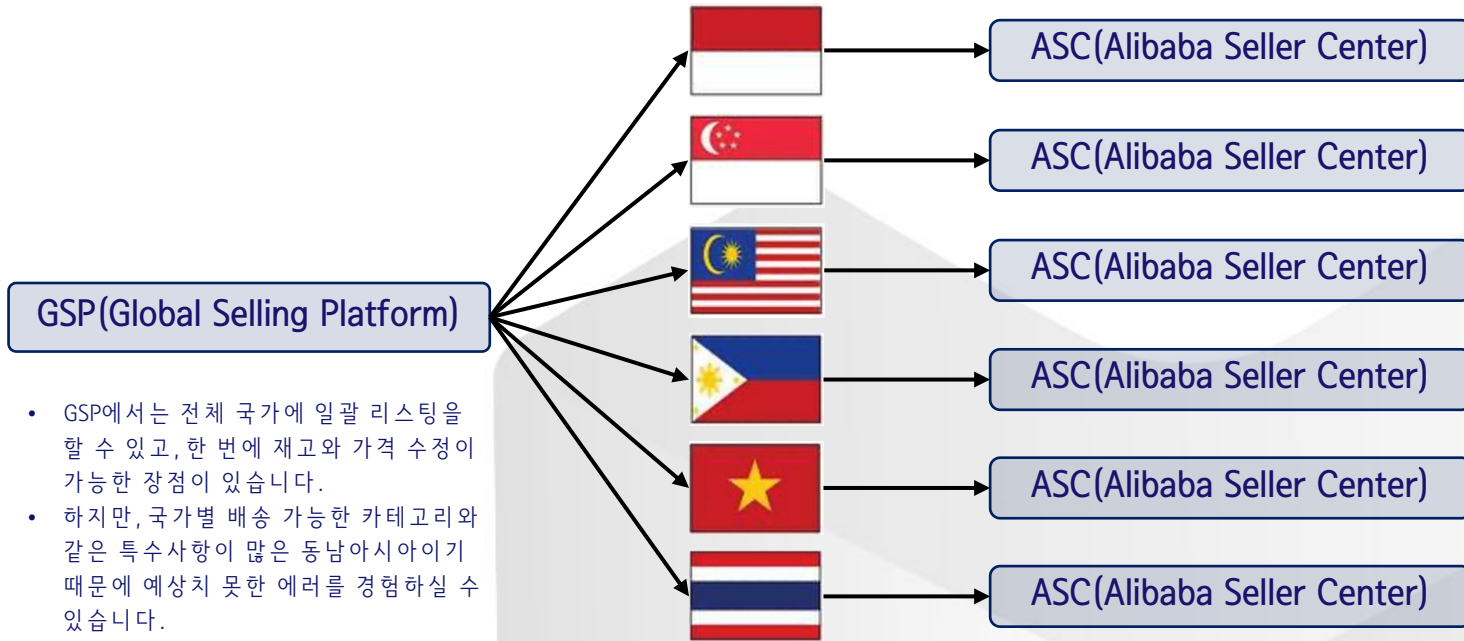 ASC(Alibaba Seller Center)
ASC(Alibaba Seller Center)
ASC(Alibaba Seller Center)
GSP(Global Selling Platform)
ASC(Alibaba Seller Center)
• GSP에서는 전체 국가에 일괄 리스팅을
할 수 있고, 한 번에 재고와 가격 수정이
가능한 장점이 있습니다.
• 하지만, 국가별 배송 가능한 카테고리와
같은 특수사항이 많은 동남아시아이기
때문에 예상치 못한 에러를 경험하실 수
있습니다.
ASC(Alibaba Seller Center)
ASC(Alibaba Seller Center)